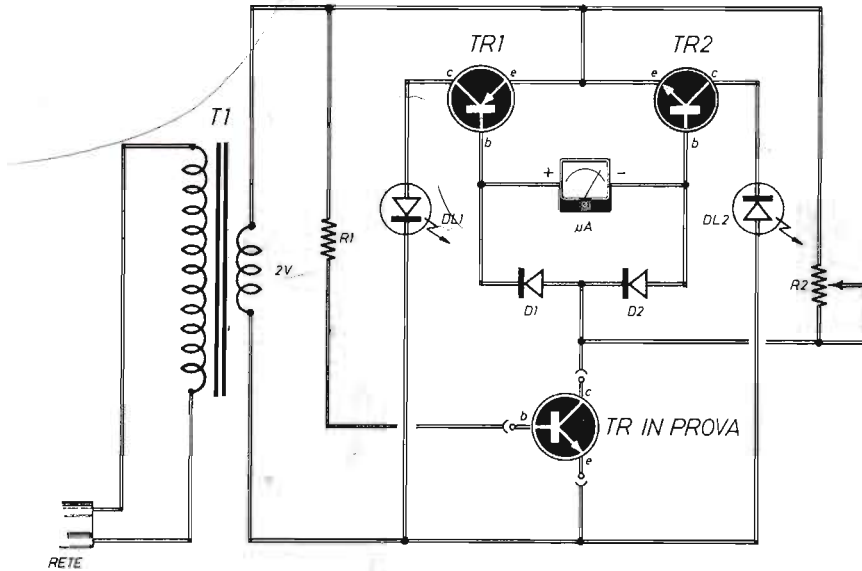 TR1
TR2
c
e
e
c
T1
b
b
+
-
DL1
µA
DL2
R1
2V
R2
D1
D2
c
b
TR IN PROVA
e
RETE